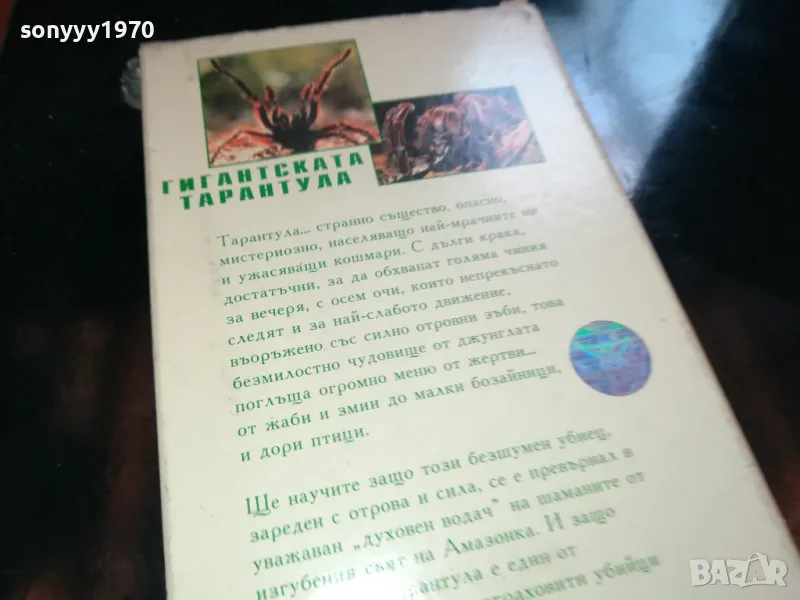 sonyyy1970
ГИГАНТСКАТА
ТАРАНТУЛА
Тарантула... странно същество, опасно,
мистериозно, населяващо най-мрачните ни
и ужасяващи кошмари. С дълги крака,
достатъчни, за да обхванат голяма чиния
за вечеря, с осем очи, които непрекъснато
следят и за най-слабото движение,
въоръжено със силно отровни зъби, това
безмилостно чудовище от джунглата
поглъща огромно меню от жертви...
от жаби и змии до малки бозайници,
и дори птици.
Ще научите защо този безшумен убиец,
зареден с отрова и сила, се е превърнал в
уважаван „духовен водач" на шаманите от
изгубения свят на Амазонка. И защо
тарантула е един от
убийци
BAZAR